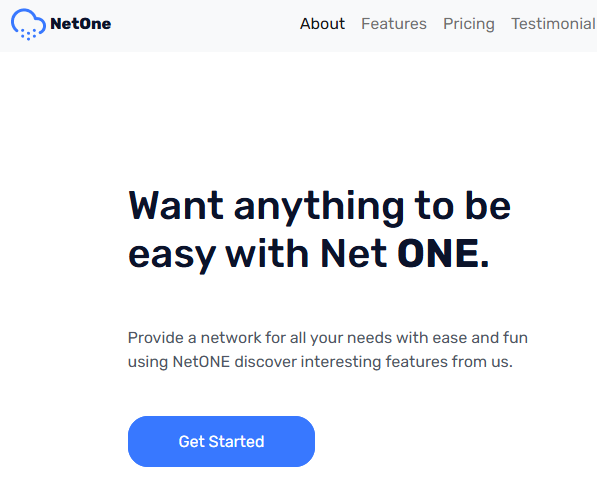 NetOne
About Features Pricing Testimonial
Want anything to be
easy with Net ONE.
Provide a network for all your needs with ease and fun
using NetONE discover interesting features from us.
Get Started